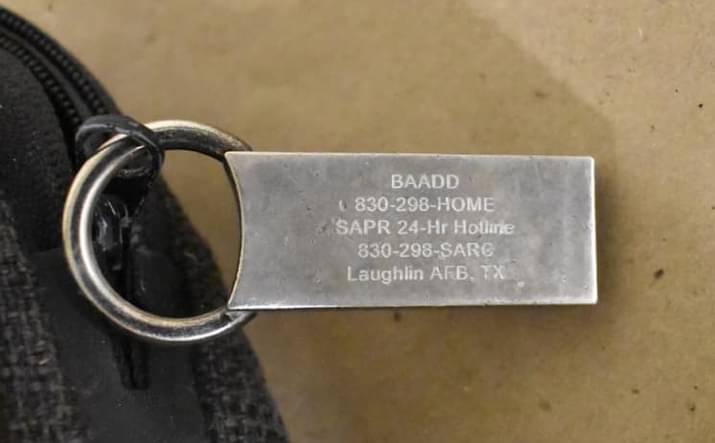 BAADD
830-298-HOME
SAPR 24-Hr Hotline
830-298-SARC
Laughlin AFB, TX